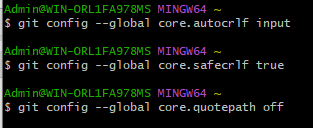 Admin@WIN-ORL1FA978MS MINGW64 ~
$ git config --global core.autocrlf input
Admin@WIN-ORL1FA978MS MINGW64 ~
$ git config --global core.safecrlf true
Admin@WIN-ORL1FA978MS MINGW64 ~
$ git config --global core.quotepath off